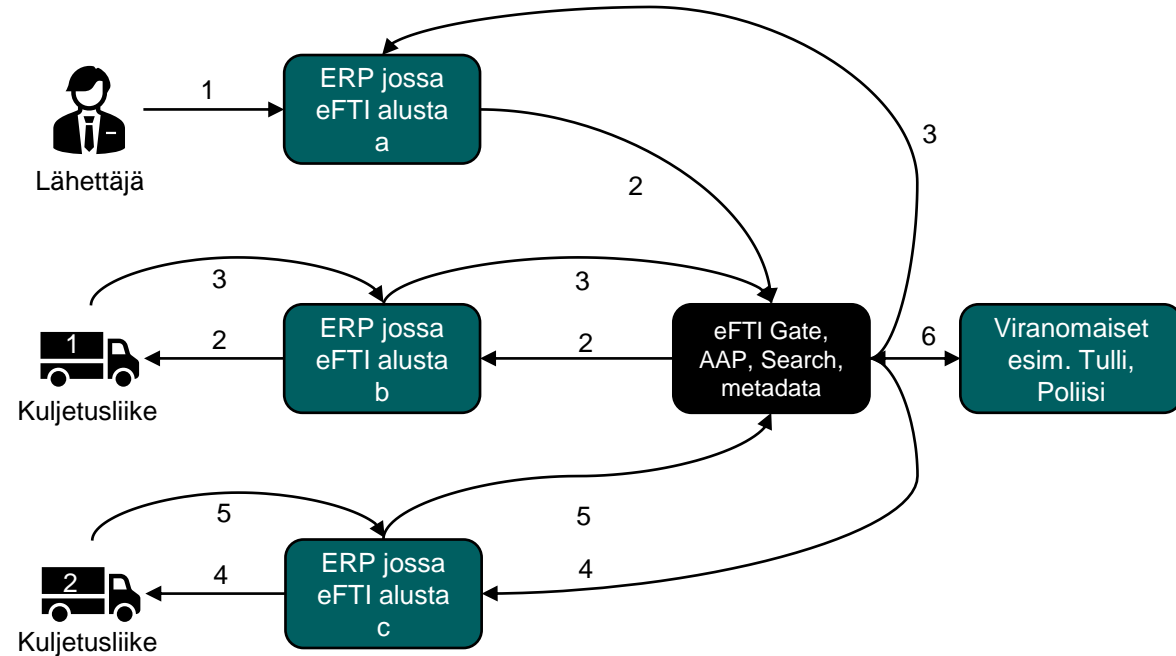 ERP jossa
eFTI alusta
a
1
3
Lähettäjä
2
3
3
ERP jossa
eFTI alusta
b
eFTI Gate,
AAP, Search,
metadata
Viranomaiset
esim. Tulli,
Poliisi
1
2
2
6
Kuljetusliike
5
5
ERP jossa
eFTI alusta
c
2
4
4
Kuljetusliike